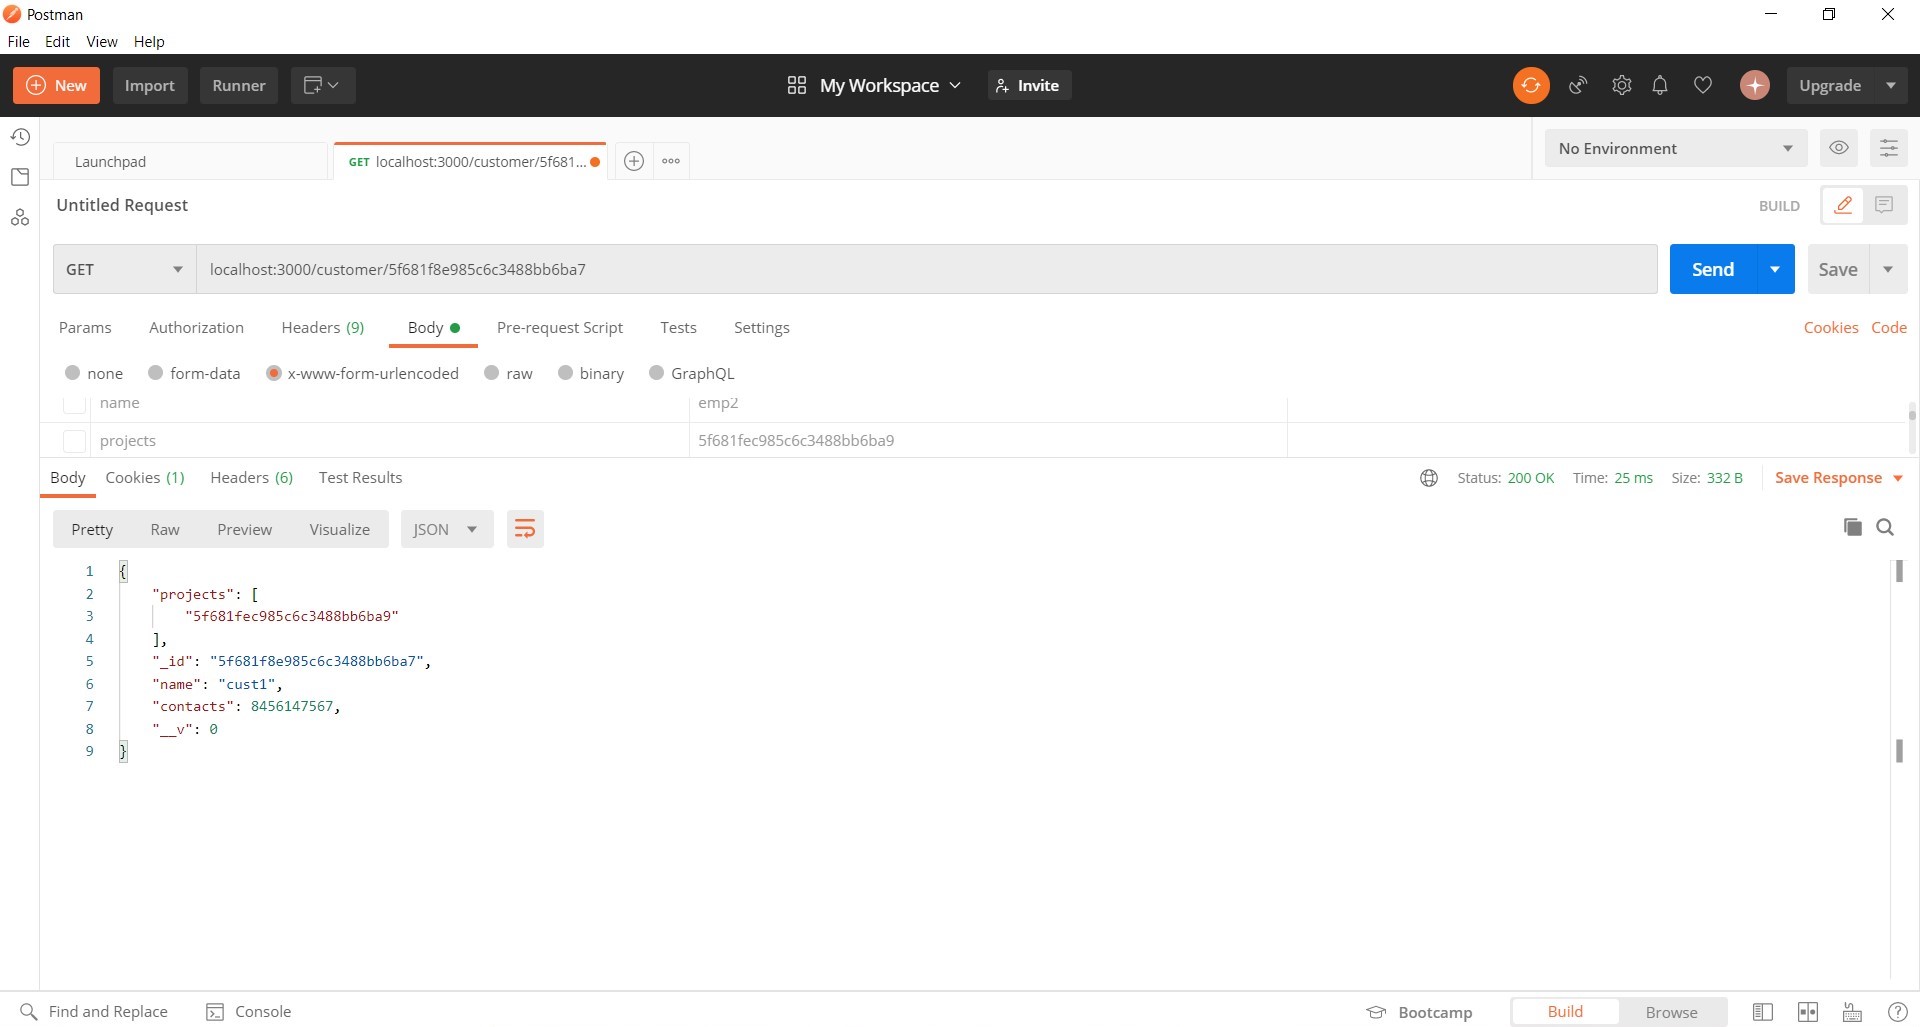 Postman
File Edit View Help
New Import Runner My Workspace Invite Upgrade
Launchpad GET localhost:3000/customer/5f681... No Environment
Untitled Request BUILD
GET localhost:3000/customer/5f681f8e985c6c3488bb6ba7 Send Save
Params Authorization Headers (9) Body Pre-request Script Tests Settings Cookies Code
none form-data x-www-form-urlencoded raw binary GraphQL
name emp2
projects 5f681fec985c6c3488bb6ba9
Body Cookies (1) Headers (6) Test Results Status: 200 OK Time: 25 ms Size: 332 B Save Response
Pretty Raw Preview Visualize JSON
1 {
2 "projects": [
3 "5f681fec985c6c3488bb6ba9"
4 ],
5 "_id": "5f681f8e985c6c3488bb6ba7",
6 "name": "cust1",
7 "contacts": 8456147567,
8 "__v": 0
9 }
Find and Replace Console Bootcamp Build Browse